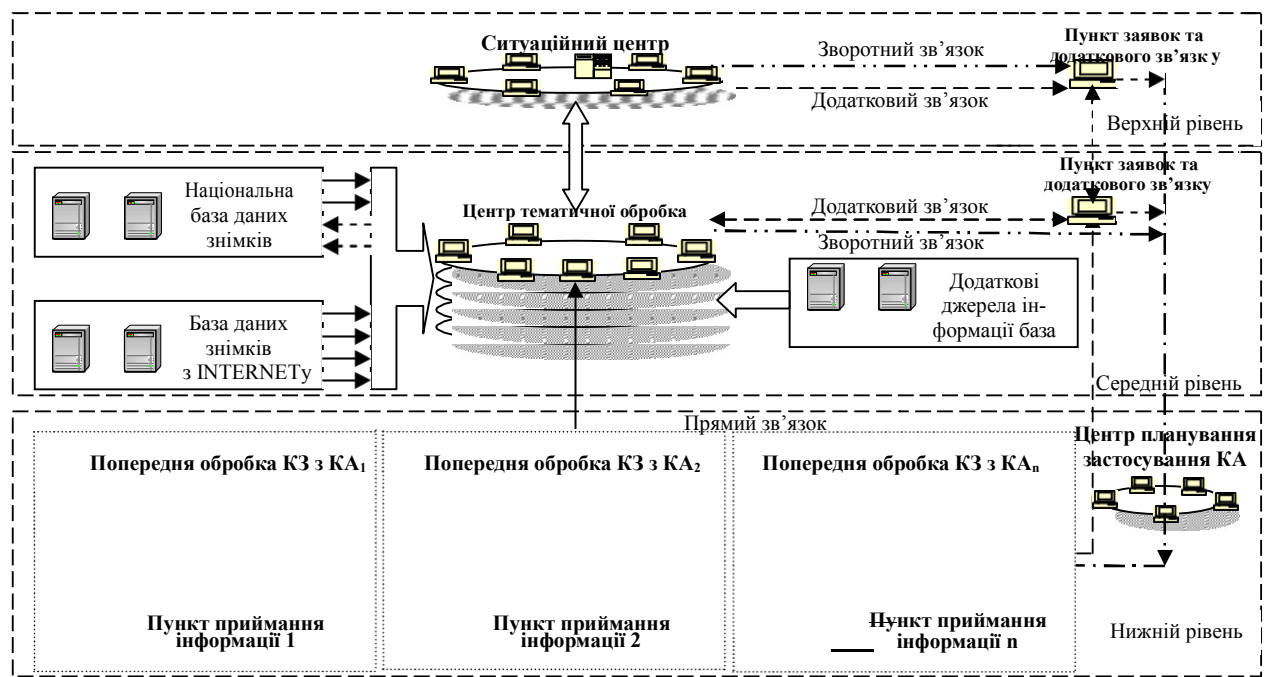 Ситуаційний центр
Зворотний зв’язок
Додатковий зв’язок
Пункт заявок та
додаткового зв’язк у
Верхній рівень
Національна
база даних
знімків
База даних
знімків
з INTERNETу
Центр тематичної обробка
Додатковий зв’язок
Зворотний зв’язок
Пункт заявок та
додаткового зв’язку
Додаткові
джерела ін-
формації база
Середній рівень
Прямий зв’язок
Попередня обробка КЗ з КА₁
Попередня обробка КЗ з КА₂
Попередня обробка КЗ з КАₙ
Центр планування
застосування КА
Пункт приймання
інформації 1
Пункт приймання
інформації 2
Пункт приймання
інформації n
Нижній рівень